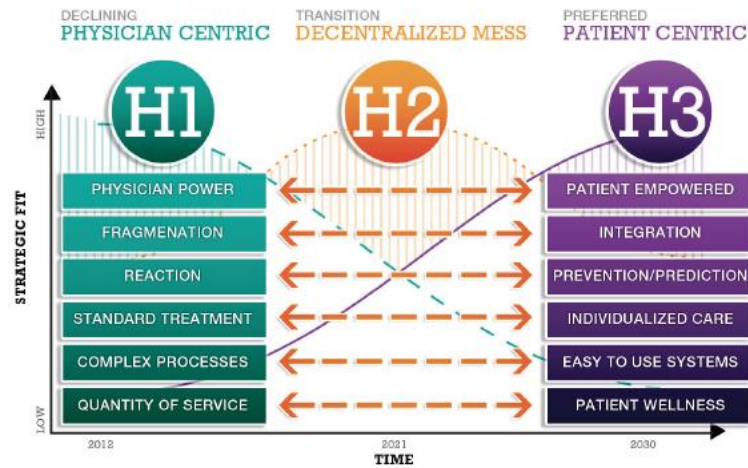 DECLINING
PHYSICIAN CENTRIC
TRANSITION
DECENTRALIZED MESS
PREFERRED
PATIENT CENTRIC
H1
H2
H3
HIGH
STRATEGIC FIT
LOW
PHYSICIAN POWER
PATIENT EMPOWERED
FRAGMENATION
INTEGRATION
REACTION
PREVENTION/PREDICTION
STANDARD TREATMENT
INDIVIDUALIZED CARE
COMPLEX PROCESSES
EASY TO USE SYSTEMS
QUANTITY OF SERVICE
PATIENT WELLNESS
2012
2021
2030
TIME